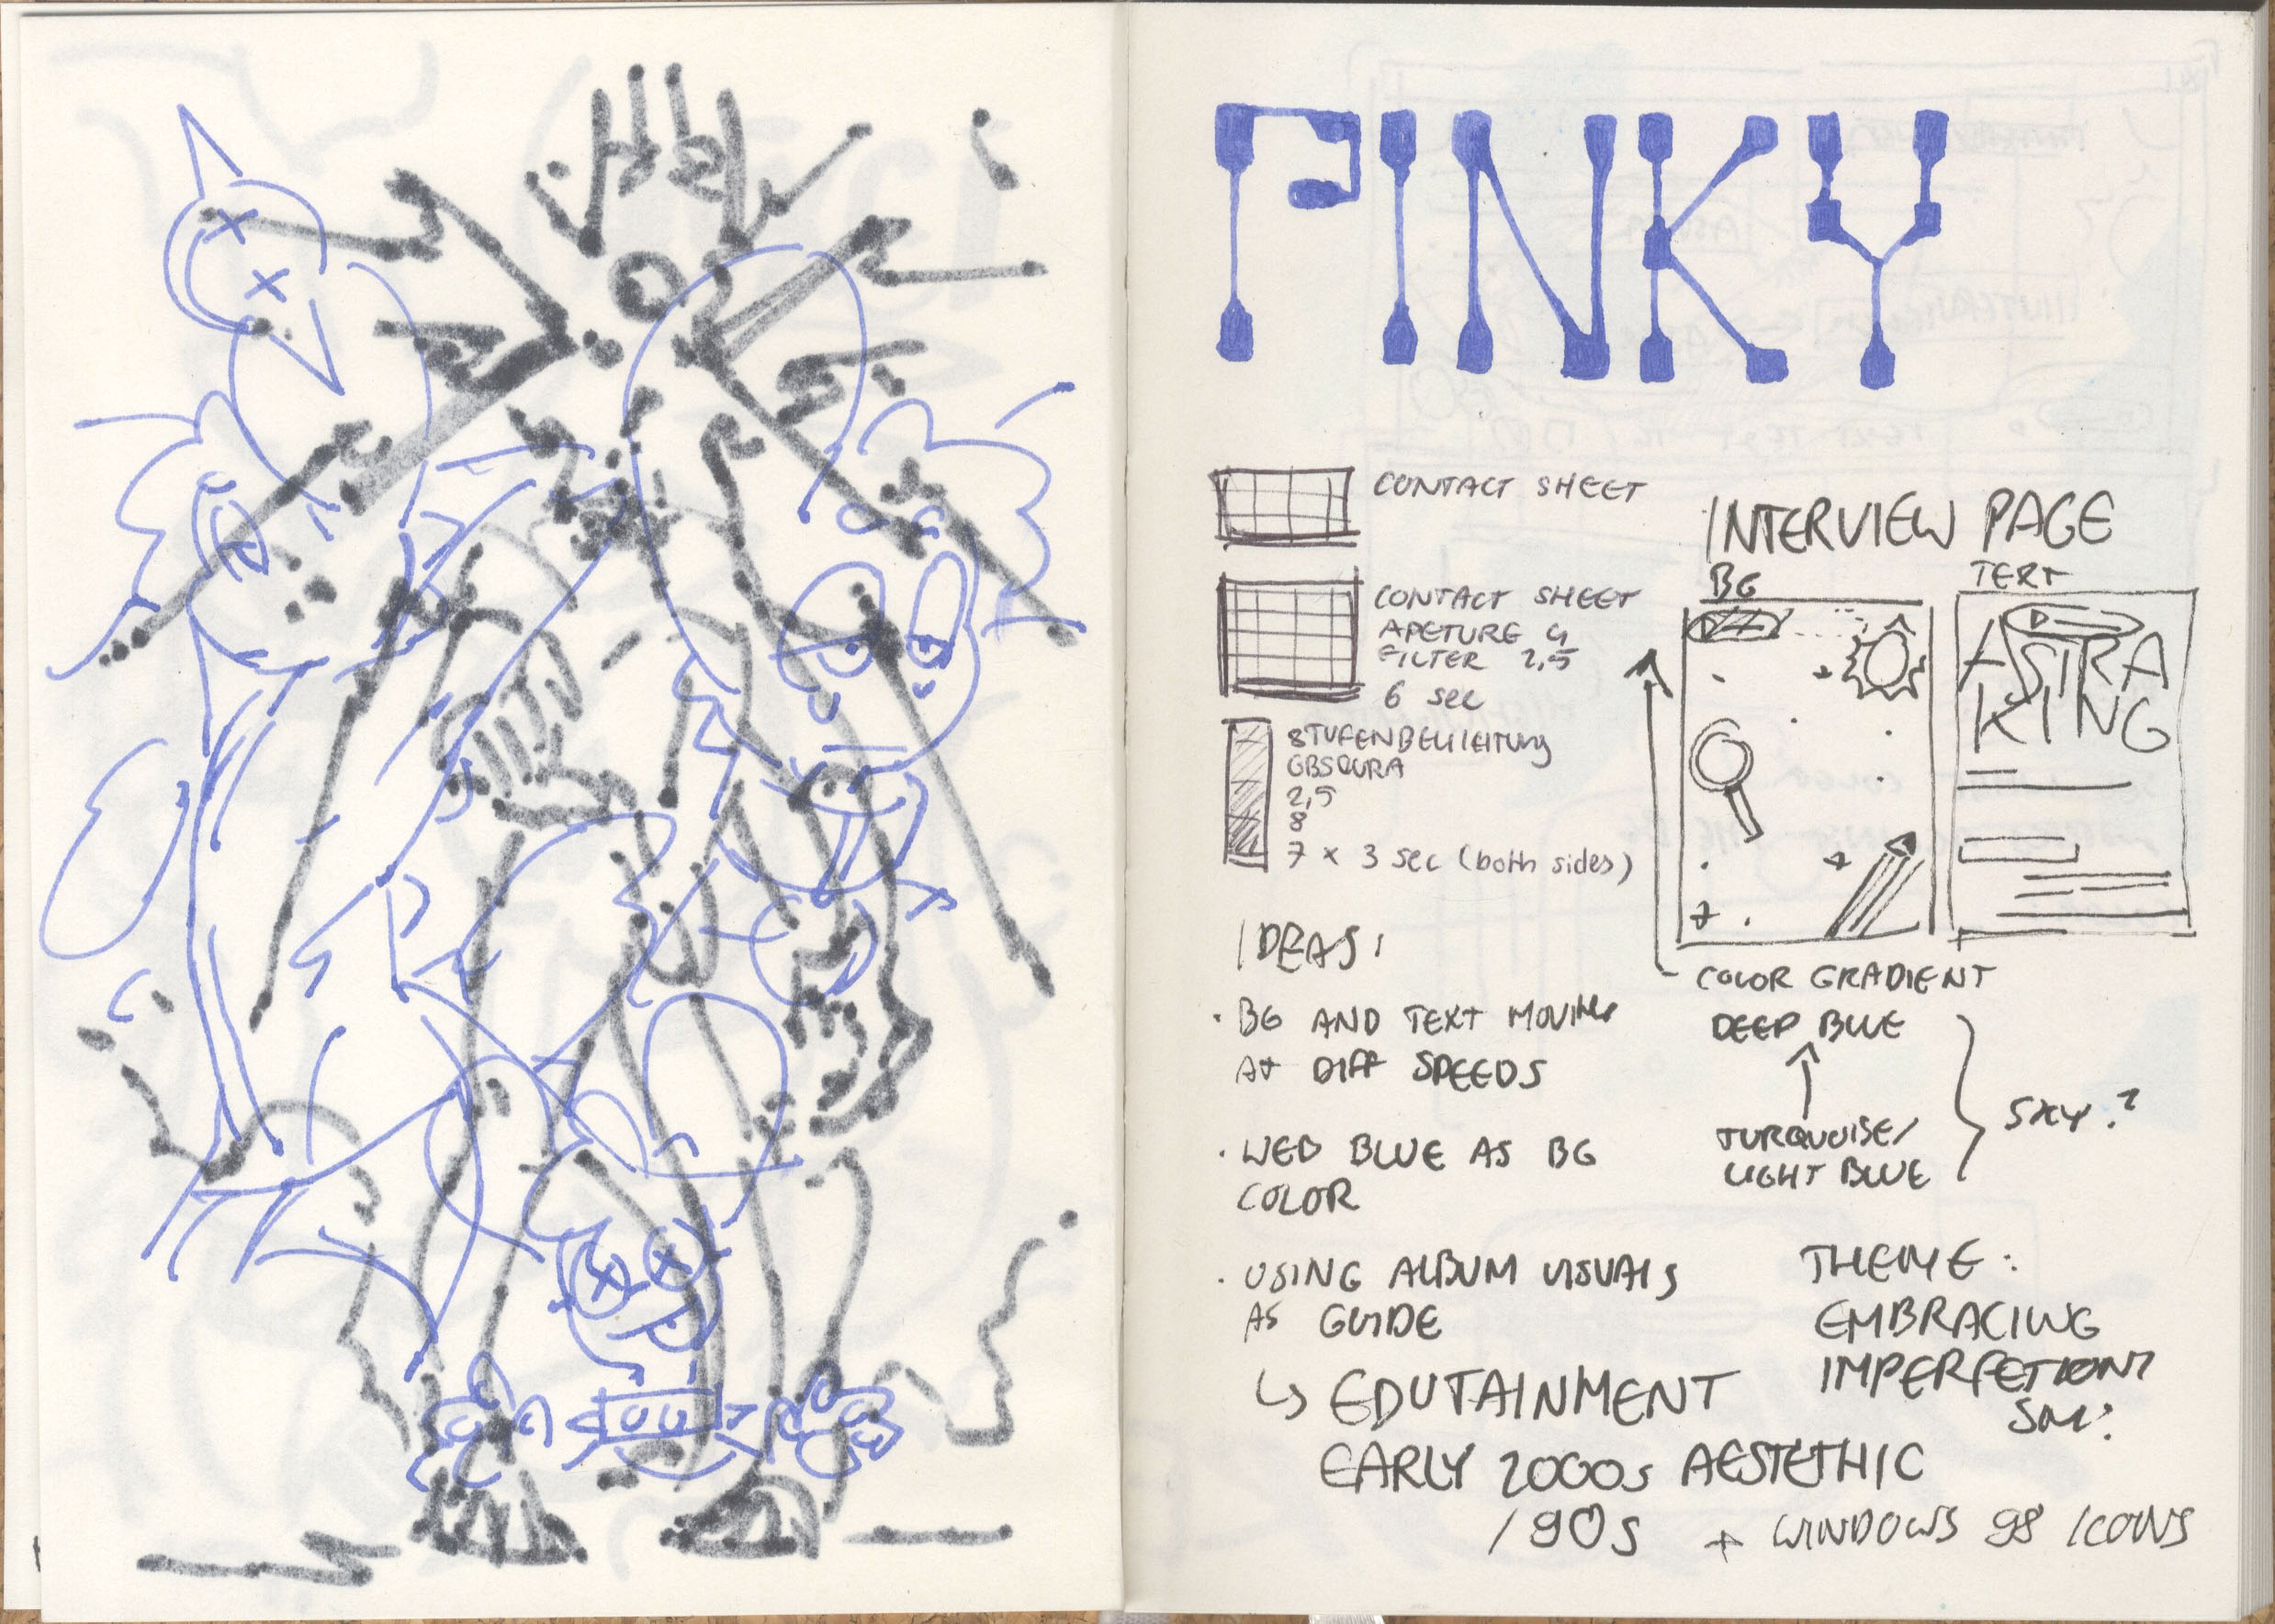 PINKY
CONTACT SHEET
CONTACT SHEET
APETURE 4
FILTER 2,5
6 sec
STUFENBELICHTUNG
OBSCURA
2,5
8
7 x 3 sec (both sides)
INTERVIEW PAGE
BG
TEXT
ASTRA
KING
COLOR GRADIENT
DEEP BLUE
TURQUOISE/
LIGHT BLUE
SKY?
IDEAS:
· BG AND TEXT MOVING
AT DIFF SPEEDS
· WEB BLUE AS BG
COLOR
· USING ALBUM VISUALS
AS GUIDE
↳ EDUTAINMENT
EARLY 2000s AESTETHIC
/90s + WINDOWS 98 ICONS
THEME:
EMBRACING